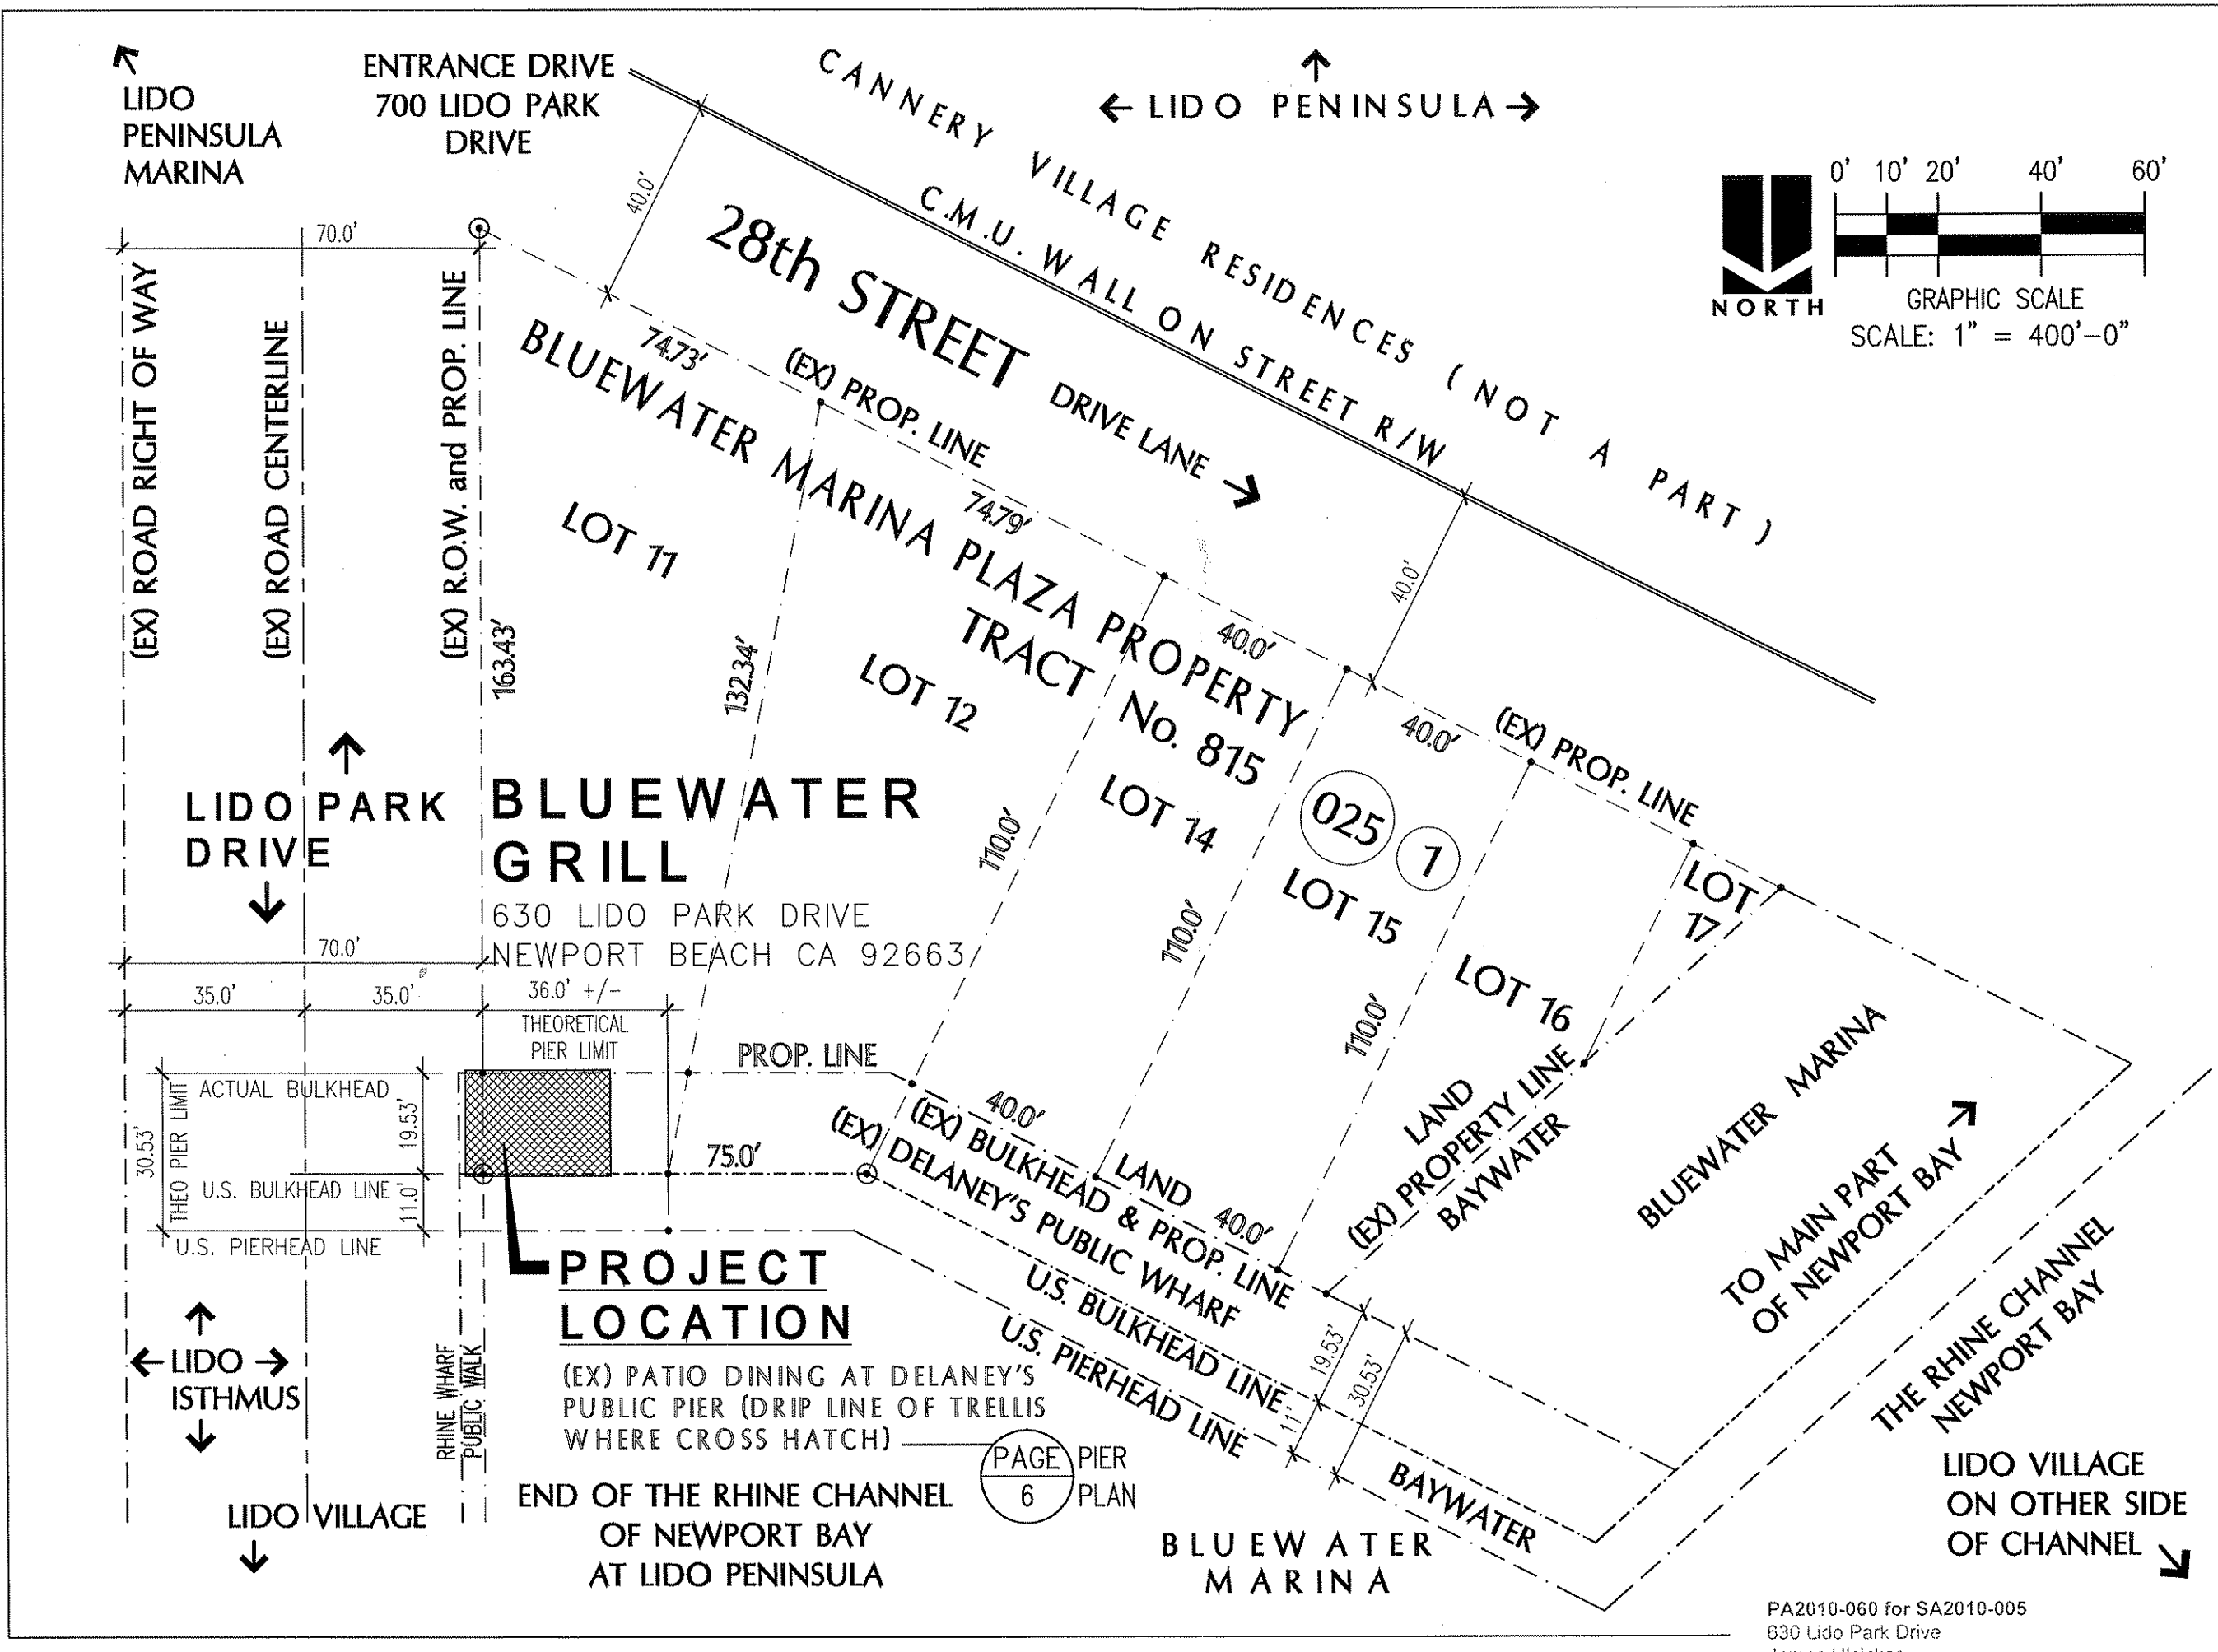 LIDO
PENINSULA
MARINA
ENTRANCE DRIVE
700 LIDO PARK
DRIVE
CANNERY VILLAGE RESIDENCES (NOT A PART)
LIDO PENINSULA
C.M.U. WALL ON STREET R/W
0' 10' 20' 40' 60'
NORTH
GRAPHIC SCALE
SCALE: 1" = 400'-0"
70.0'
40.0'
28th STREET
DRIVE LANE
(EX) ROAD RIGHT OF WAY
(EX) ROAD CENTERLINE
(EX) R.O.W. and PROP. LINE
74.73'
(EX) PROP. LINE
74.79'
40.0'
40.0'
40.0'
(EX) PROP. LINE
BLUEWATER MARINA PLAZA PROPERTY
TRACT No. 815
LOT 11
LOT 12
LOT 14
LOT 15
LOT 16
LOT
17
025
1
163.43'
132.34'
110.0'
110.0'
110.0'
LIDO PARK
DRIVE
BLUEWATER
GRILL
630 LIDO PARK DRIVE
NEWPORT BEACH CA 92663
70.0'
35.0'
35.0'
36.0' +/-
THEORETICAL
PIER LIMIT
PROP. LINE
ACTUAL BULKHEAD
30.53'
THEO PIER LIMIT
19.53'
U.S. BULKHEAD LINE
11.0'
U.S. PIERHEAD LINE
75.0'
40.0'
(EX) BULKHEAD & PROP. LINE
(EX) DELANEY'S PUBLIC WHARF
LAND
40.0'
U.S. BULKHEAD LINE
U.S. PIERHEAD LINE
LAND
(EX) PROPERTY LINE
BAYWATER
BLUEWATER MARINA
TO MAIN PART
OF NEWPORT BAY
THE RHINE CHANNEL
NEWPORT BAY
19.53'
30.53'
11'
BAYWATER
PROJECT
LOCATION
(EX) PATIO DINING AT DELANEY'S
PUBLIC PIER (DRIP LINE OF TRELLIS
WHERE CROSS HATCH)
PAGE
6
PIER
PLAN
LIDO
ISTHMUS
RHINE WHARF
PUBLIC WALK
LIDO VILLAGE
END OF THE RHINE CHANNEL
OF NEWPORT BAY
AT LIDO PENINSULA
BLUEWATER
MARINA
LIDO VILLAGE
ON OTHER SIDE
OF CHANNEL
PA2010-060 for SA2010-005
630 Lido Park Drive